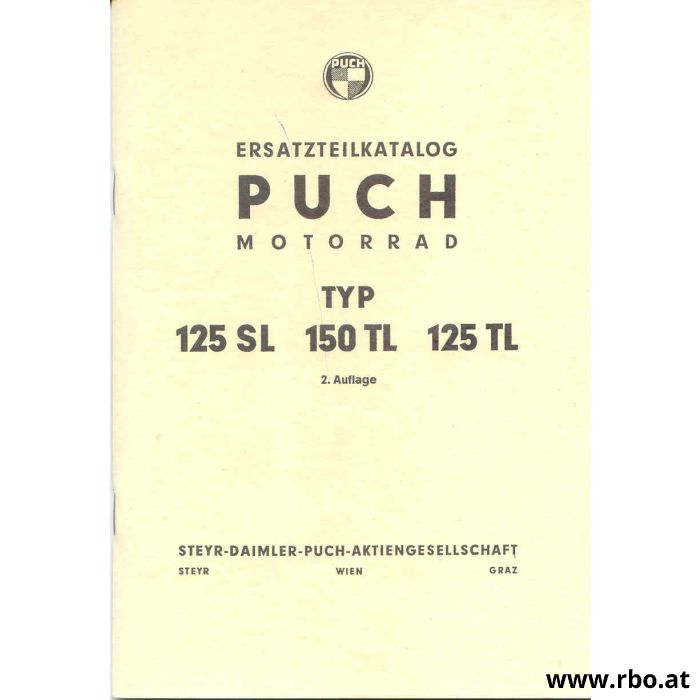 PUCH
ERSATZTEILKATALOG
PUCH
MOTORRAD
TYP
125 SL 150 TL 125 TL
2. Auflage
STEYR-DAIMLER-PUCH-AKTIENGESELLSCHAFT
STEYR WIEN GRAZ
www.rbo.at